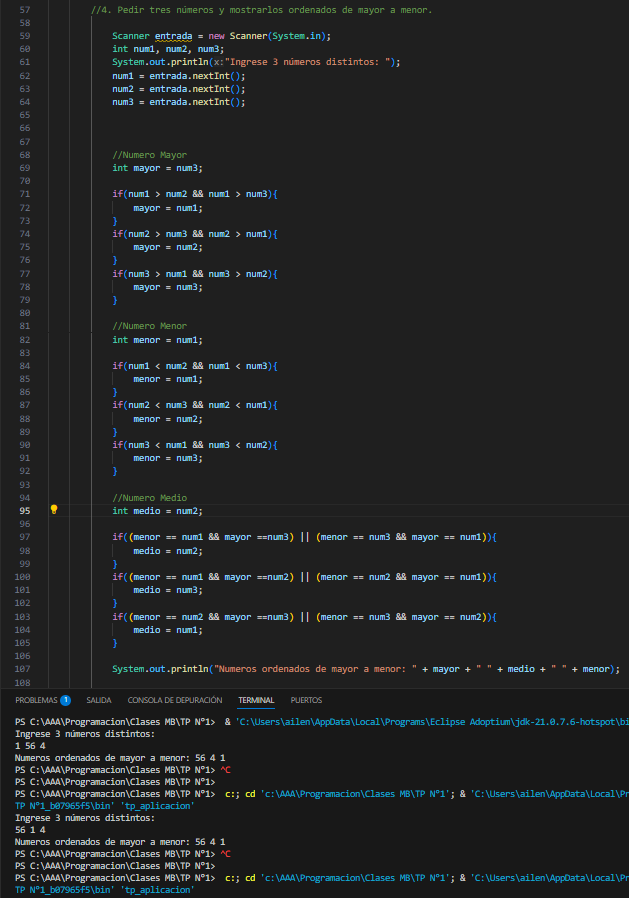 57 //4. Pedir tres números y mostrarlos ordenados de mayor a menor.
58
59 Scanner entrada = new Scanner(System.in);
60 int num1, num2, num3;
61 System.out.println(x:"Ingrese 3 números distintos: ");
62 num1 = entrada.nextInt();
63 num2 = entrada.nextInt();
64 num3 = entrada.nextInt();
65
66
67
68 //Numero Mayor
69 int mayor = num3;
70
71 if(num1 > num2 && num1 > num3){
72 mayor = num1;
73 }
74 if(num2 > num3 && num2 > num1){
75 mayor = num2;
76 }
77 if(num3 > num1 && num3 > num2){
78 mayor = num3;
79 }
80
81 //Numero Menor
82 int menor = num1;
83
84 if(num1 < num2 && num1 < num3){
85 menor = num1;
86 }
87 if(num2 < num3 && num2 < num1){
88 menor = num2;
89 }
90 if(num3 < num1 && num3 < num2){
91 menor = num3;
92 }
93
94 //Numero Medio
95 int medio = num2;
96
97 if((menor == num1 && mayor ==num3) || (menor == num3 && mayor == num1)){
98 medio = num2;
99 }
100 if((menor == num1 && mayor ==num2) || (menor == num2 && mayor == num1)){
101 medio = num3;
102 }
103 if((menor == num2 && mayor ==num3) || (menor == num3 && mayor == num2)){
104 medio = num1;
105 }
106
107 System.out.println("Numeros ordenados de mayor a menor: " + mayor + " " + medio + " " + menor);
108
PROBLEMAS 1 SALIDA CONSOLA DE DEPURACIÓN TERMINAL PUERTOS
PS C:\AAA\Programacion\Clases MB\TP Nº1> & 'C:\Users\ailen\AppData\Local\Programs\Eclipse Adoptium\jdk-21.0.7.6-hotspot\bi
Ingrese 3 números distintos:
1 56 4
Numeros ordenados de mayor a menor: 56 4 1
PS C:\AAA\Programacion\Clases MB\TP Nº1> ^C
PS C:\AAA\Programacion\Clases MB\TP Nº1>
PS C:\AAA\Programacion\Clases MB\TP Nº1> c:; cd 'c:\AAA\Programacion\Clases MB\TP Nº1'; & 'C:\Users\ailen\AppData\Local\Pr
TP Nº1_b07965f5\bin' 'tp_aplicacion'
Ingrese 3 números distintos:
56 1 4
Numeros ordenados de mayor a menor: 56 4 1
PS C:\AAA\Programacion\Clases MB\TP Nº1> ^C
PS C:\AAA\Programacion\Clases MB\TP Nº1>
PS C:\AAA\Programacion\Clases MB\TP Nº1> c:; cd 'c:\AAA\Programacion\Clases MB\TP Nº1'; & 'C:\Users\ailen\AppData\Local\Pr
TP Nº1_b07965f5\bin' 'tp_aplicacion'